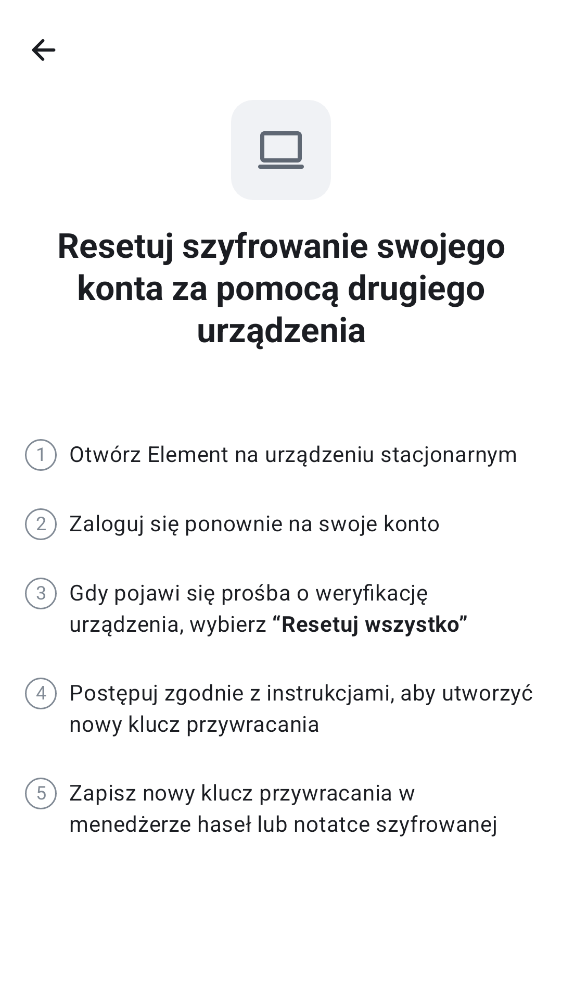 Resetuj szyfrowanie swojego
konta za pomocą drugiego
urządzenia
1 Otwórz Element na urządzeniu stacjonarnym
2 Zaloguj się ponownie na swoje konto
3 Gdy pojawi się prośba o weryfikację
urządzenia, wybierz “Resetuj wszystko”
4 Postępuj zgodnie z instrukcjami, aby utworzyć
nowy klucz przywracania
5 Zapisz nowy klucz przywracania w
menedżerze haseł lub notatce szyfrowanej